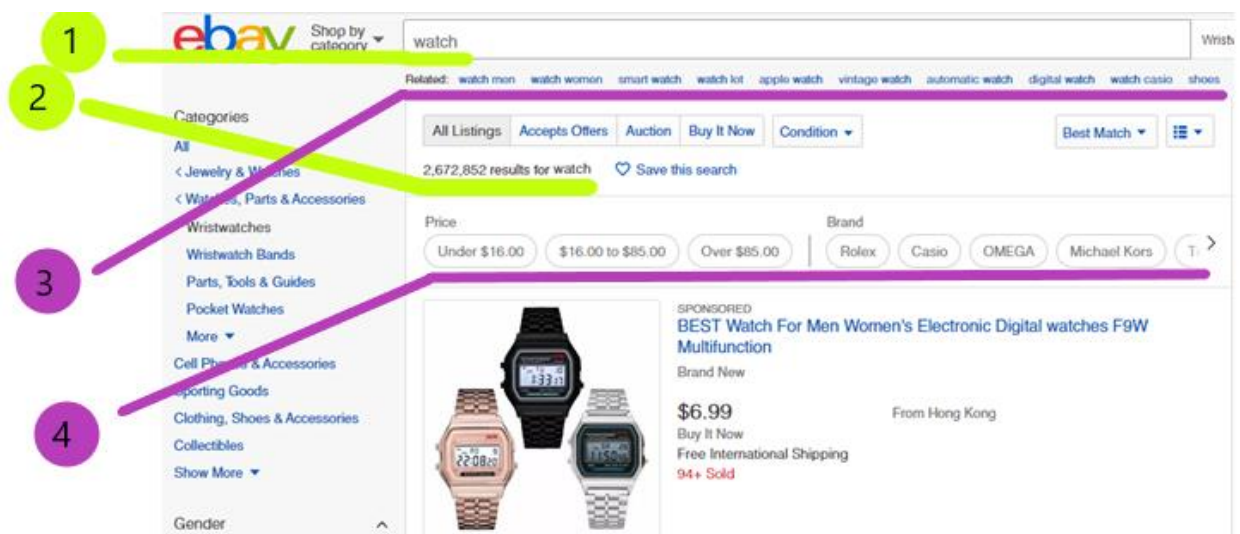 1
ebay
Shop by category
watch
Wristw
2
Related: watch men watch women smart watch watch lot apple watch vintage watch automatic watch digital watch watch casio shoes
Categories
All
< Jewelry & Watches
< Watches, Parts & Accessories
Wristwatches
Wristwatch Bands
Parts, Tools & Guides
Pocket Watches
More
Cell Phones & Accessories
Sporting Goods
Clothing, Shoes & Accessories
Collectibles
Show More
Gender
3
4
All Listings Accepts Offers Auction Buy It Now Condition Best Match
2,672,852 results for watch Save this search
Price Brand
Under $16.00 $16.00 to $85.00 Over $85.00 Rolex Casio OMEGA Michael Kors
SPONSORED
BEST Watch For Men Women's Electronic Digital watches F9W
Multifunction
Brand New
$6.99 From Hong Kong
Buy It Now
Free International Shipping
94+ Sold